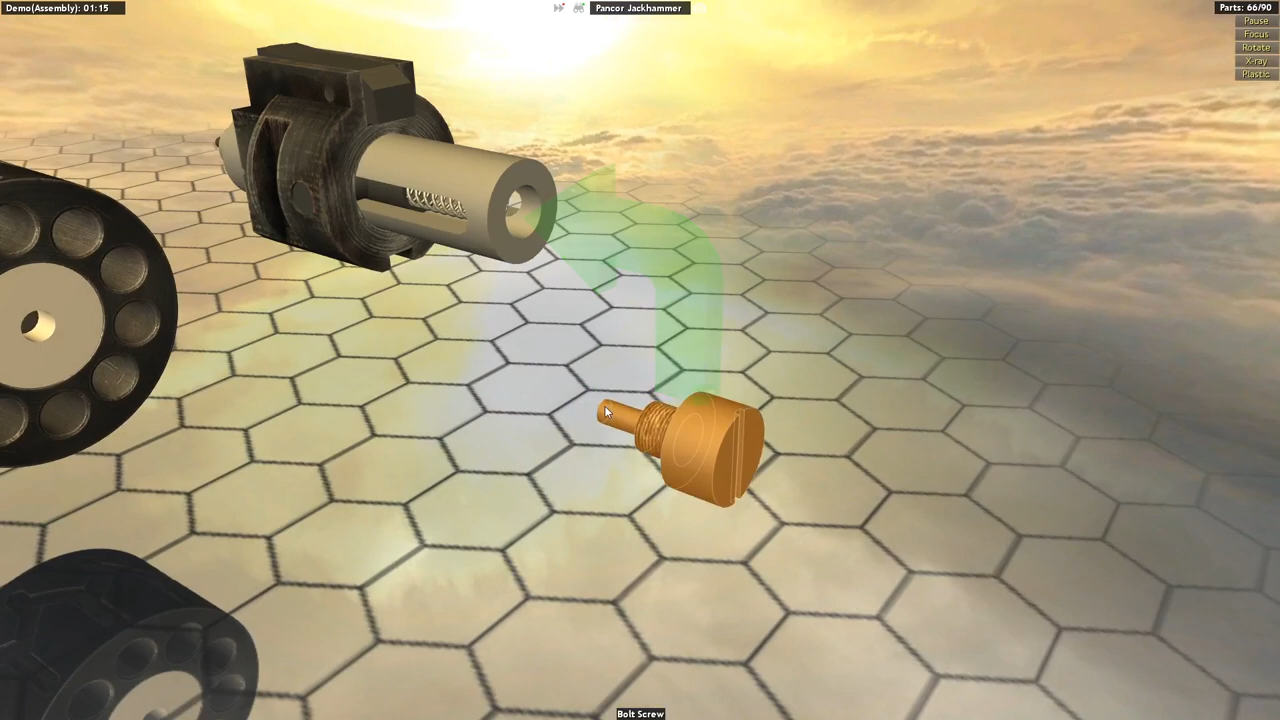 Demo(Assembly): 01:15
Pancor Jackhammer
Parts: 66/90
Pause
Focus
Rotate
X-ray
Plastic
Bolt Screw